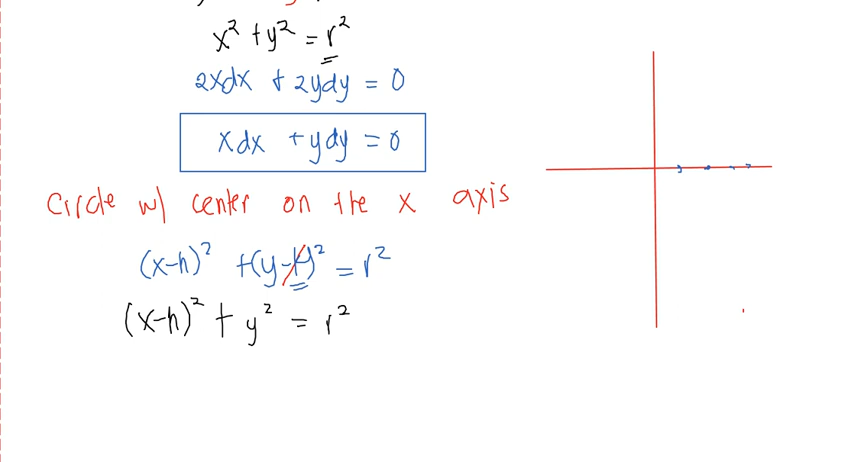 x² + y² = r²
2xdx + 2ydy = 0
xdx + ydy = 0
Circle w/ center on the x axis
(x-h)² + (y-k)² = r²
(x-h)² + y² = r²